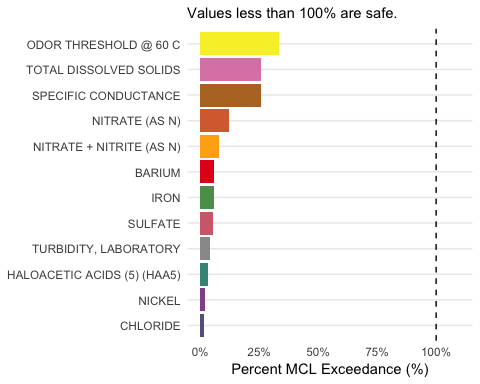 Values less than 100% are safe.
ODOR THRESHOLD @ 60 C
TOTAL DISSOLVED SOLIDS
SPECIFIC CONDUCTANCE
NITRATE (AS N)
NITRATE + NITRITE (AS N)
BARIUM
IRON
SULFATE
TURBIDITY, LABORATORY
HALOACETIC ACIDS (5) (HAA5)
NICKEL
CHLORIDE
0% 25% 50% 75% 100%
Percent MCL Exceedance (%)